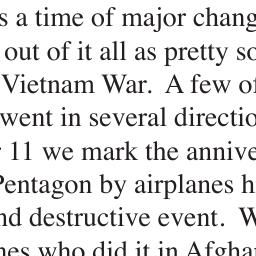 s a time of major chang
out of it all as pretty so
Vietnam War.  A few of
went in several directio
11 we mark the annive
Pentagon by airplanes h
nd destructive event.  W
nes who did it in Afghan